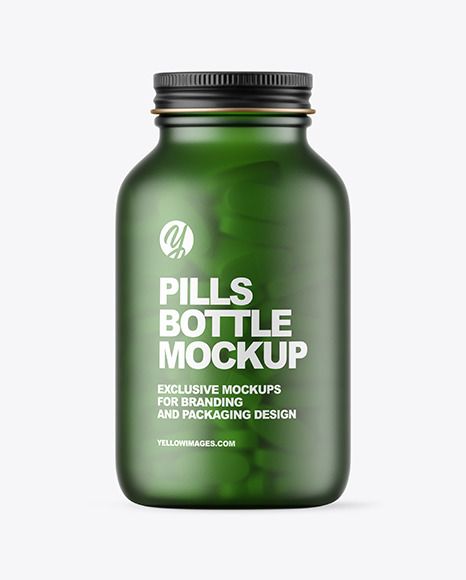 Y
PILLS
BOTTLE
MOCKUP
EXCLUSIVE MOCKUPS
FOR BRANDING
AND PACKAGING DESIGN
YELLOWIMAGES.COM